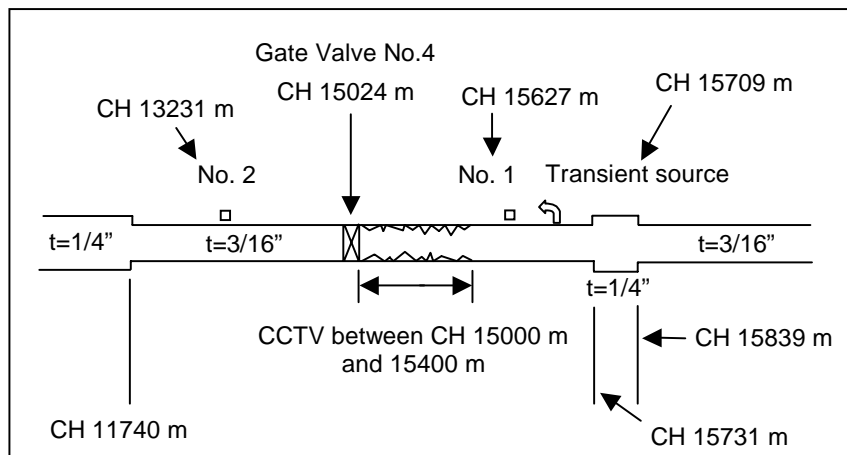 Gate Valve No.4
CH 15024 m
CH 15709 m
CH 13231 m
CH 15627 m
No. 2
No. 1
Transient source
t=1/4”
t=3/16”
t=3/16”
t=1/4”
CCTV between CH 15000 m
and 15400 m
CH 15839 m
CH 11740 m
CH 15731 m